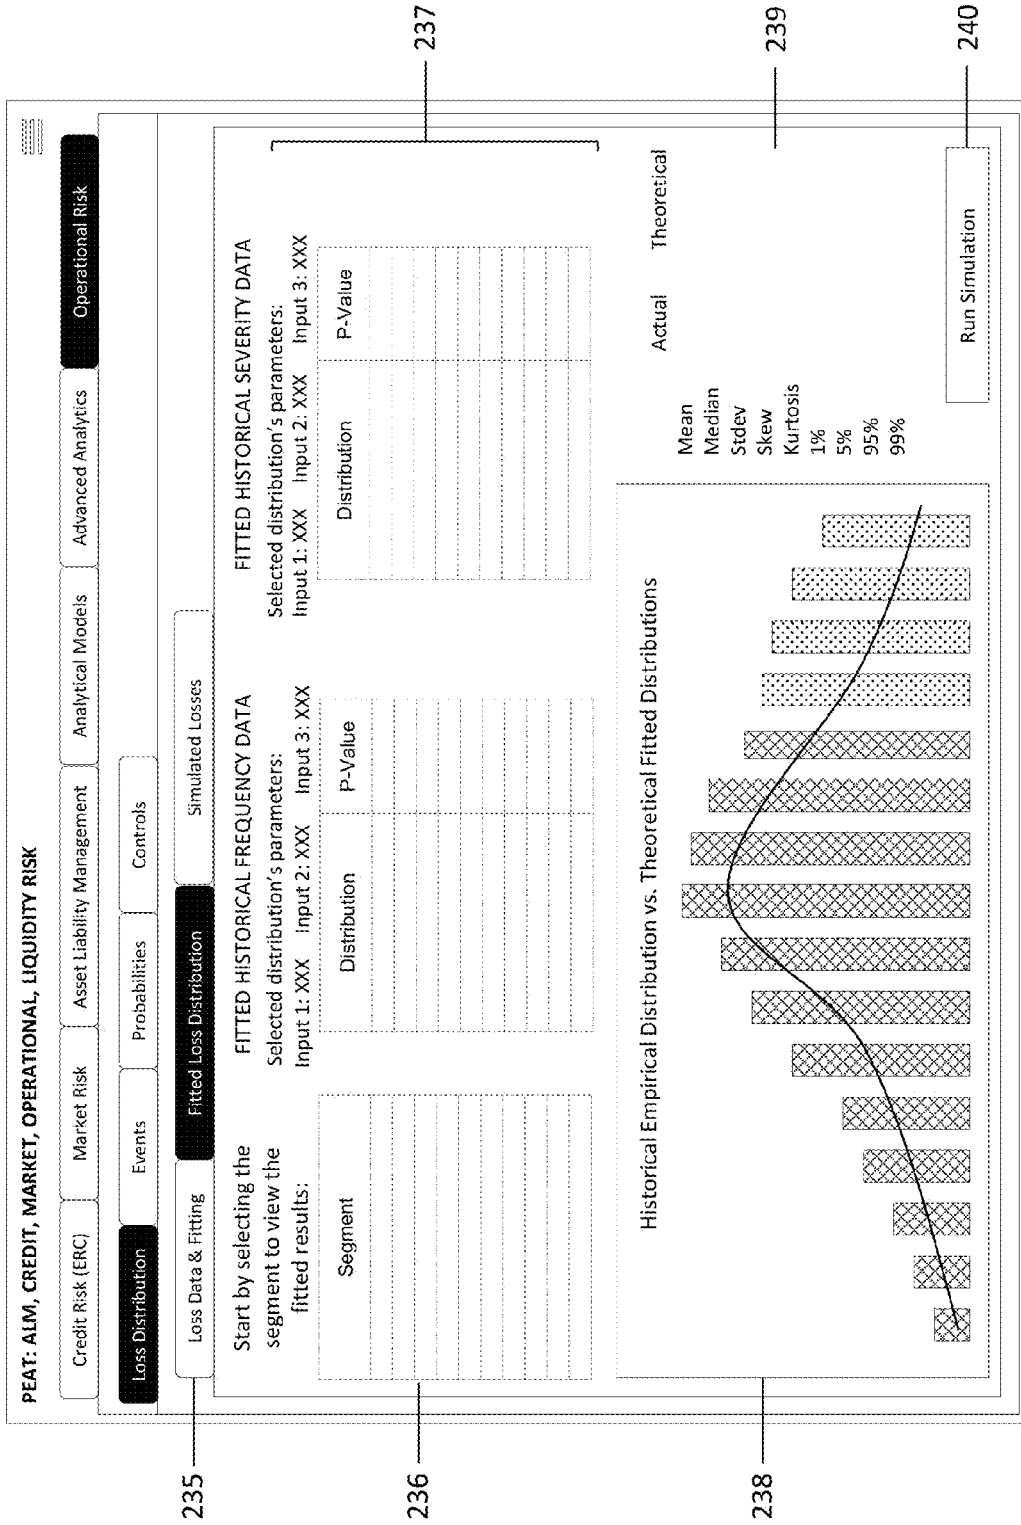 PEAT: ALM, CREDIT, MARKET, OPERATIONAL, LIQUIDITY RISK
Credit Risk (ERC)
Market Risk
Asset Liability Management
Analytical Models
Advanced Analytics
Operational Risk
Loss Distribution
Events
Probabilities
Controls
Loss Data & Fitting
Fitted Loss Distribution
Simulated Losses
235
Start by selecting the
segment to view the
fitted results:
Segment
236
FITTED HISTORICAL FREQUENCY DATA
Selected distribution's parameters:
Input 1: XXX Input 2: XXX Input 3: XXX
Distribution P-Value
FITTED HISTORICAL SEVERITY DATA
Selected distribution's parameters:
Input 1: XXX Input 2: XXX Input 3: XXX
Distribution P-Value
237
Historical Empirical Distribution vs. Theoretical Fitted Distributions
238
Actual Theoretical
Mean
Median
Stdev
Skew
Kurtosis
1%
5%
95%
99%
239
Run Simulation
240